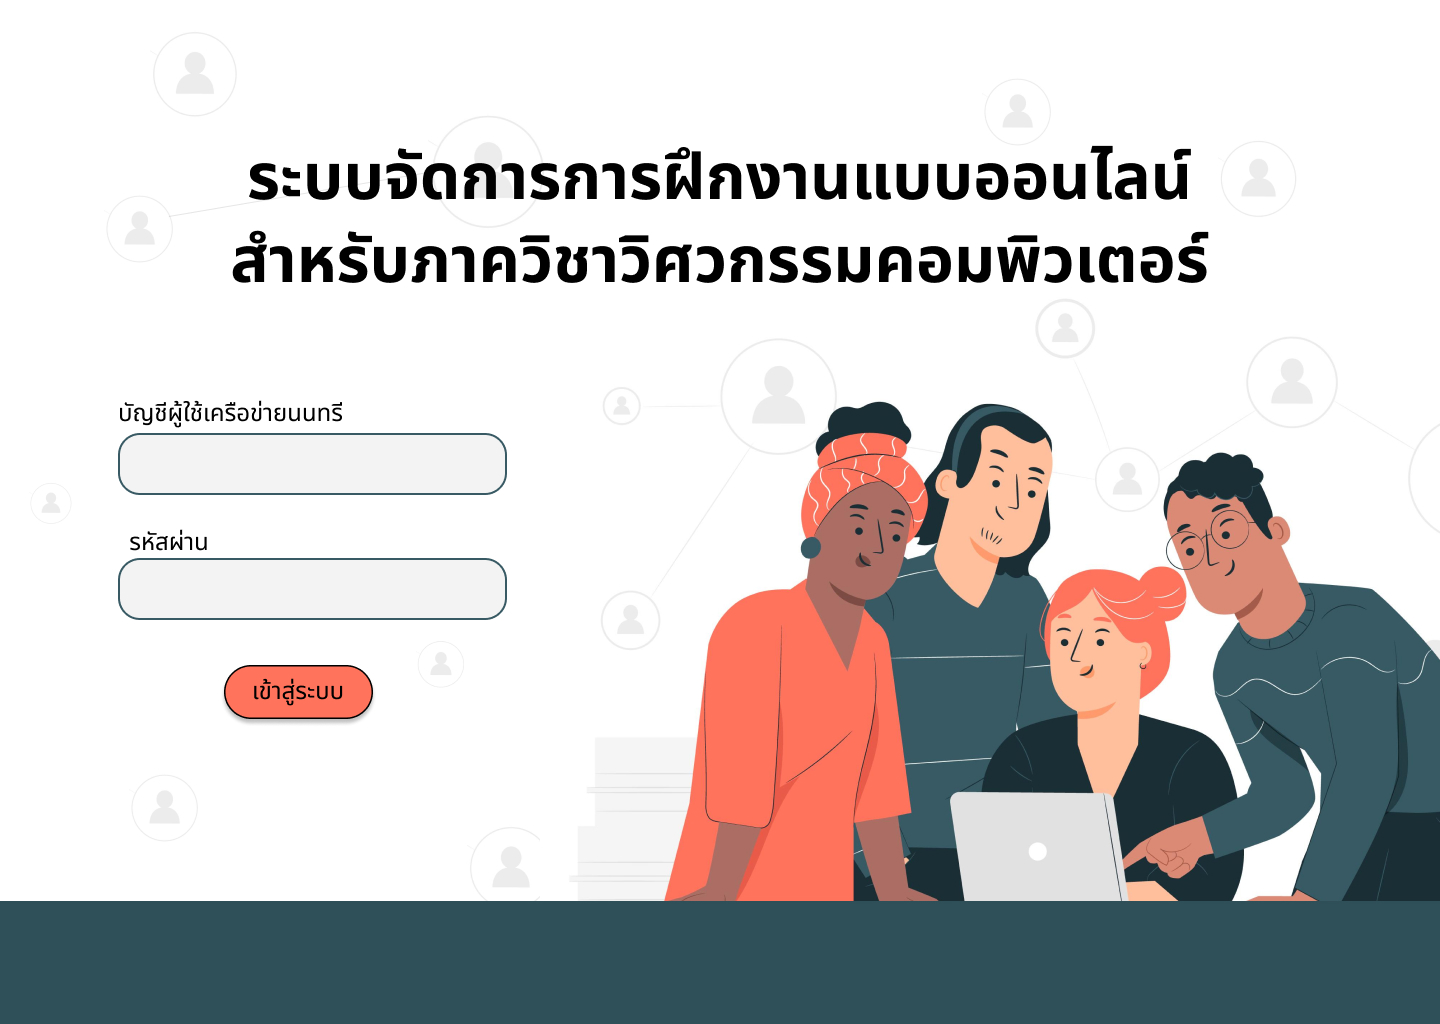 ระบบจัดการการฝึกงานแบบออนไลน์
สำหรับภาควิชาวิศวกรรมคอมพิวเตอร์
บัญชีผู้ใช้เครือข่ายนนทรี
รหัสผ่าน
เข้าสู่ระบบ